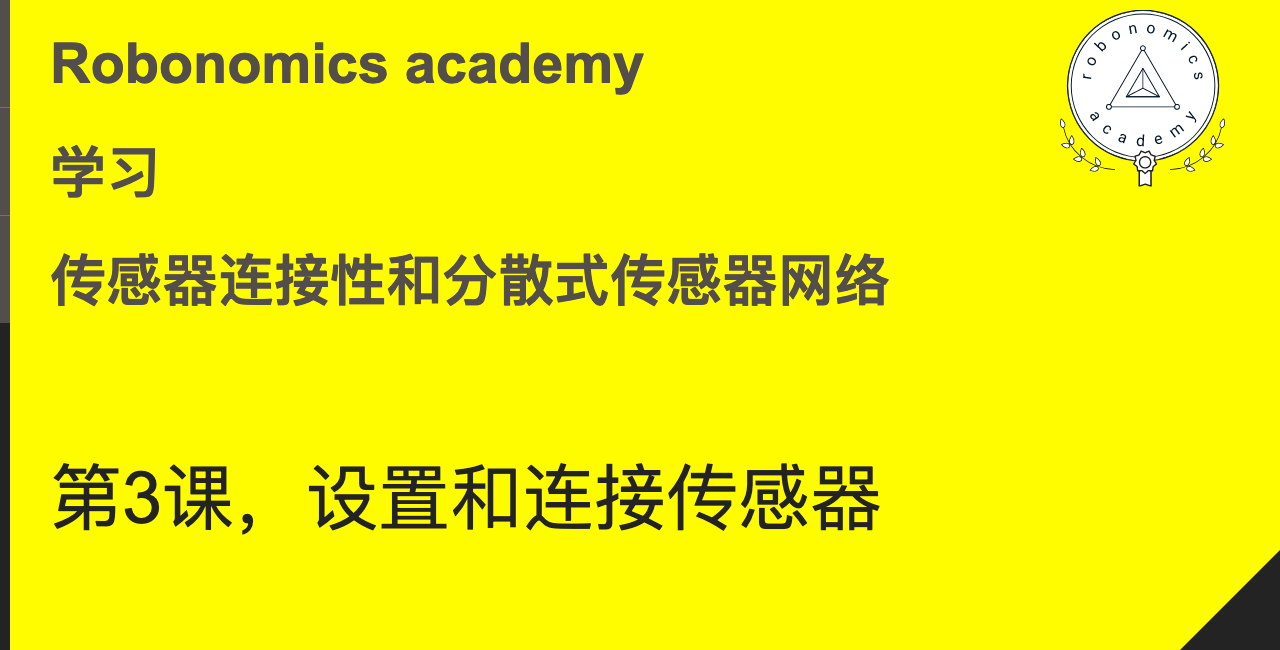 Robonomics academy
robonomics
academy
学习
传感器连接性和分散式传感器网络
第3课，设置和连接传感器